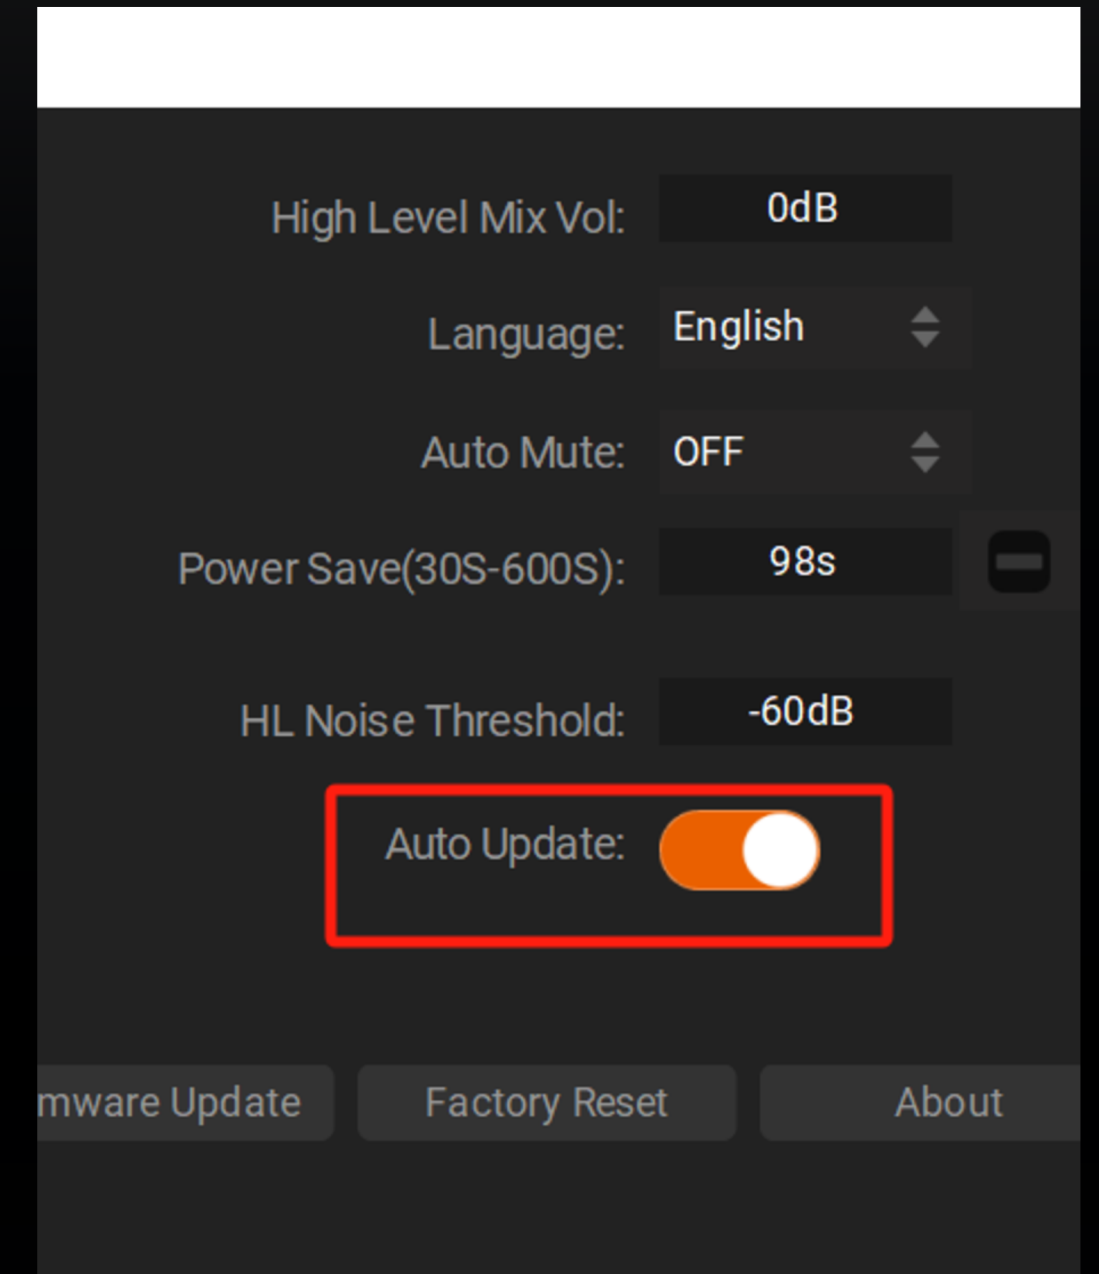 High Level Mix Vol: 0dB
Language: English
Auto Mute: OFF
Power Save(30S-600S): 98s
HL Noise Threshold: -60dB
Auto Update:
mware Update Factory Reset About